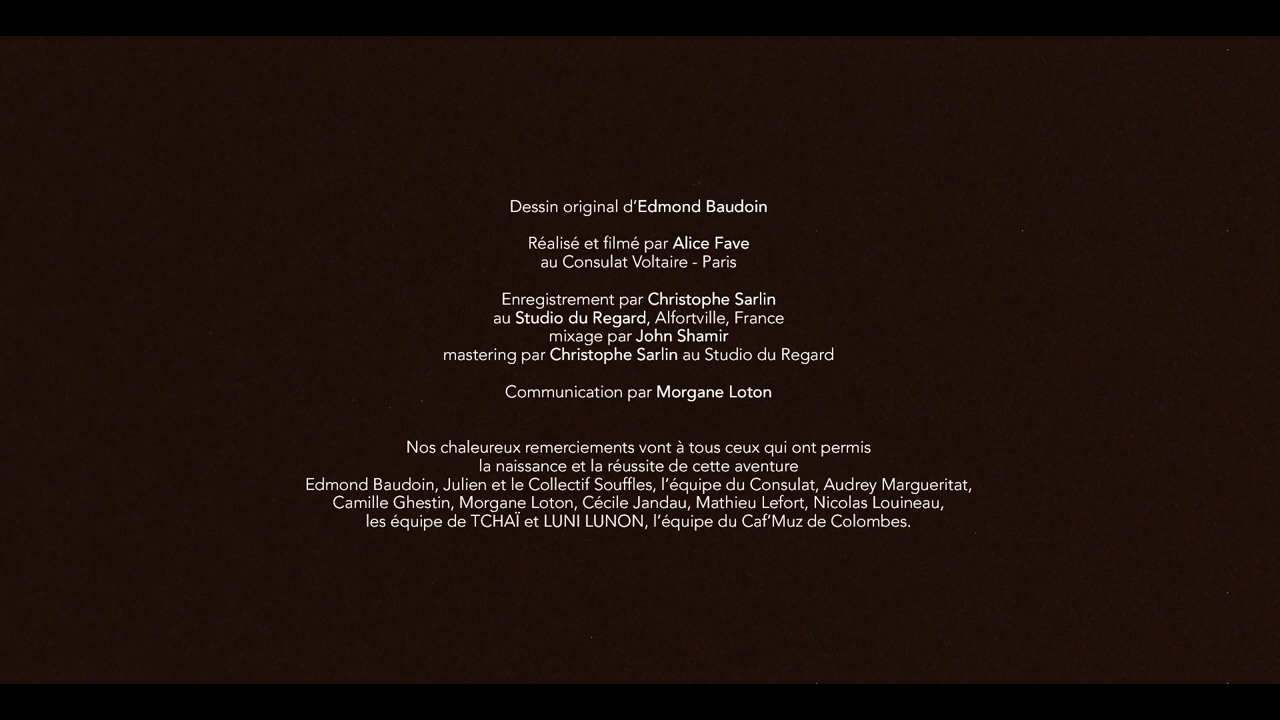 Dessin original d’Edmond Baudoin
Réalisé et filmé par Alice Fave
au Consulat Voltaire - Paris
Enregistrement par Christophe Sarlin
au Studio du Regard, Alfortville, France
mixage par John Shamir
mastering par Christophe Sarlin au Studio du Regard
Communication par Morgane Loton
Nos chaleureux remerciements vont à tous ceux qui ont permis
la naissance et la réussite de cette aventure
Edmond Baudoin, Julien et le Collectif Souffles, l’équipe du Consulat, Audrey Margueritat,
Camille Ghestin, Morgane Loton, Cécile Jandau, Mathieu Lefort, Nicolas Louineau,
les équipe de TCHAÏ et LUNI LUNON, l’équipe du Caf’Muz de Colombes.